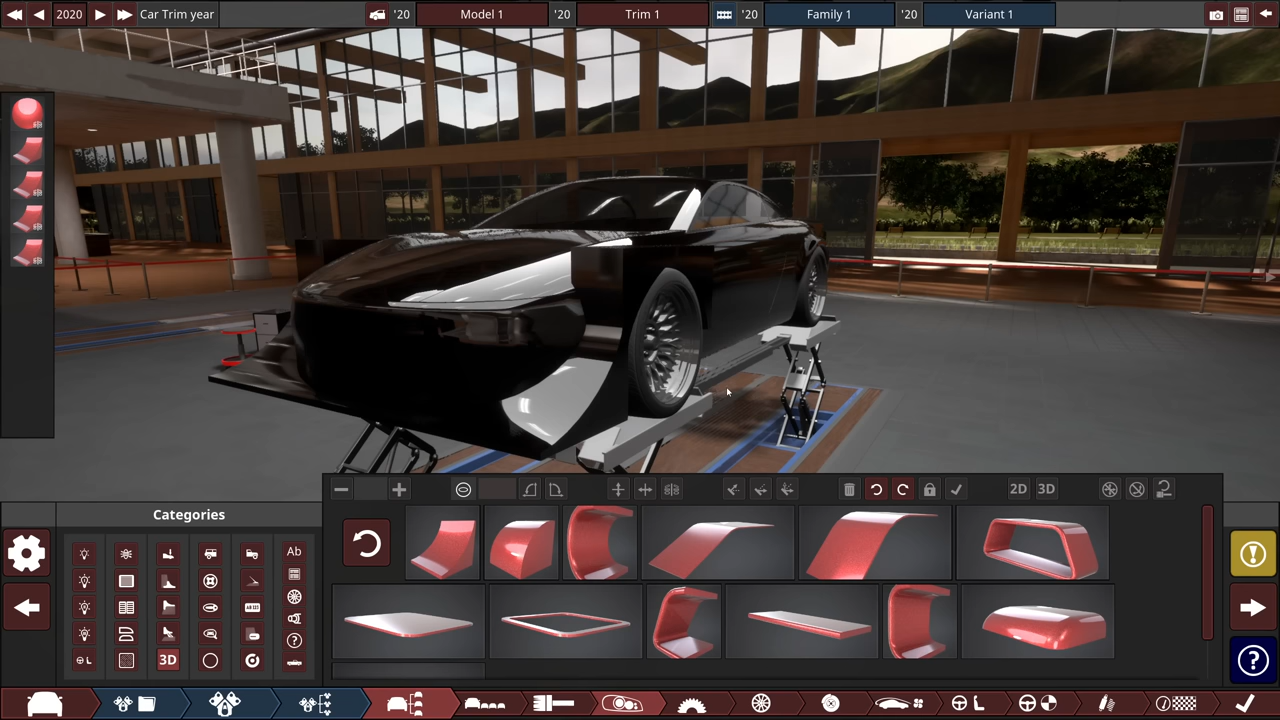 2020 Car Trim year '20 Model 1 '20 Trim 1 '20 Family 1 '20 Variant 1
2D 3D
Categories
Ab
L 3D
?